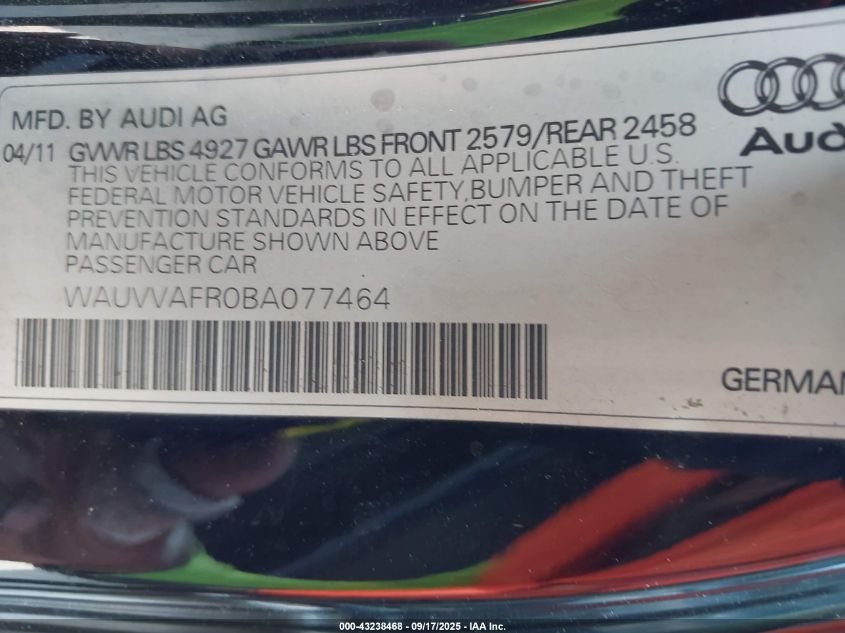 MFD. BY AUDI AG
04/11 GVWR LBS 4927 GAWR LBS FRONT 2579/REAR 2458
THIS VEHICLE CONFORMS TO ALL APPLICABLE U.S.
FEDERAL MOTOR VEHICLE SAFETY,BUMPER AND THEFT
PREVENTION STANDARDS IN EFFECT ON THE DATE OF
MANUFACTURE SHOWN ABOVE
PASSENGER CAR
WAUVVAFR0BA077464
Aud
GERMAN
000-43238468 - 09/17/2025 - IAA Inc.